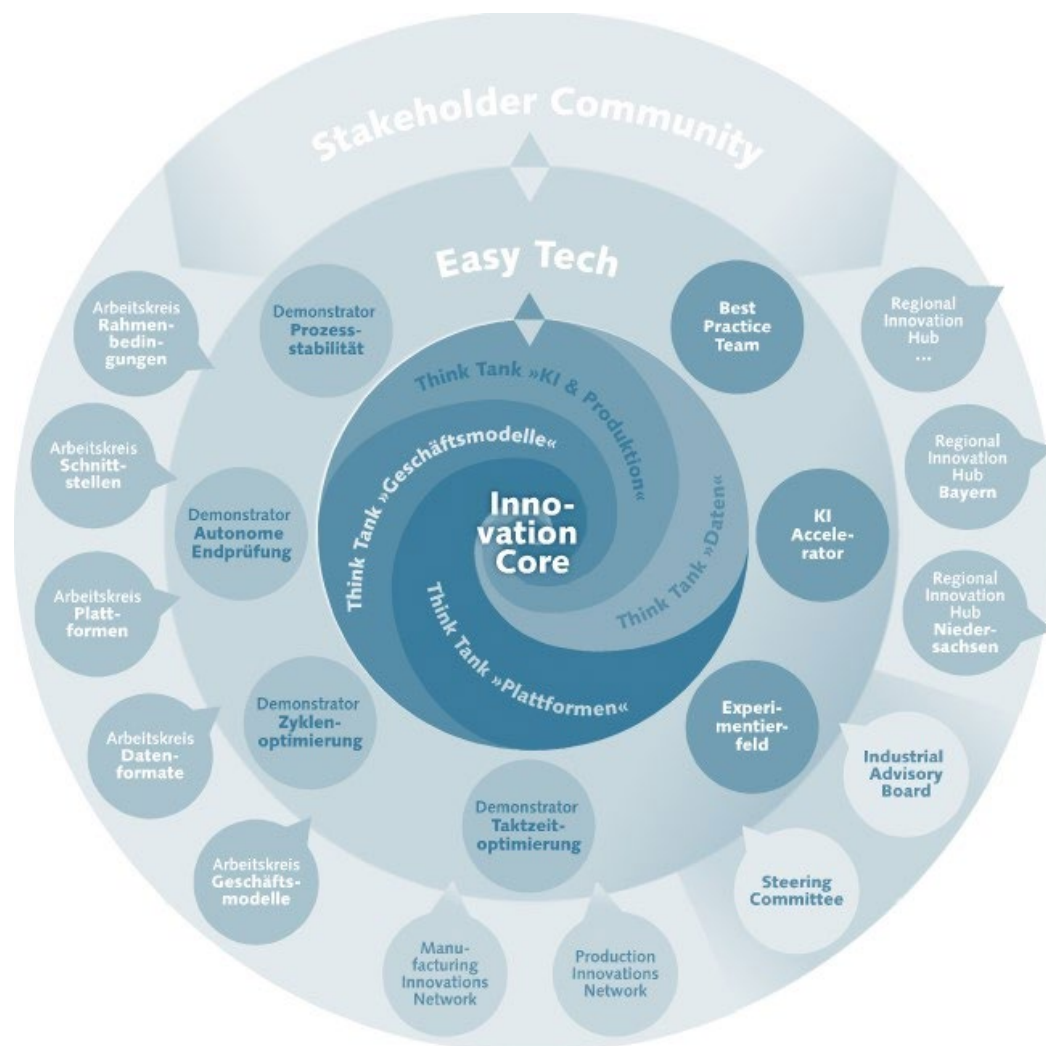 Stakeholder Community
Easy Tech
Think Tank »KI & Produktion«
Think Tank »Geschäftsmodelle«
Think Tank »Daten«
Think Tank »Plattformen«
Inno-
vation
Core
Demonstrator
Prozess-
stabilität
Demonstrator
Autonome
Endprüfung
Demonstrator
Zyklen-
optimierung
Demonstrator
Taktzeit-
optimierung
Best
Practice
Team
KI
Accele-
rator
Experi-
mentier-
feld
Arbeitskreis
Rahmen-
bedin-
gungen
Arbeitskreis
Schnitt-
stellen
Arbeitskreis
Platt-
formen
Arbeitskreis
Daten-
formate
Arbeitskreis
Geschäfts-
modelle
Manu-
facturing
Innovations
Network
Production
Innovations
Network
Steering
Committee
Industrial
Advisory
Board
Regional
Innovation
Hub
Nieder-
sachsen
Regional
Innovation
Hub
Bayern
Regional
Innovation
Hub
...